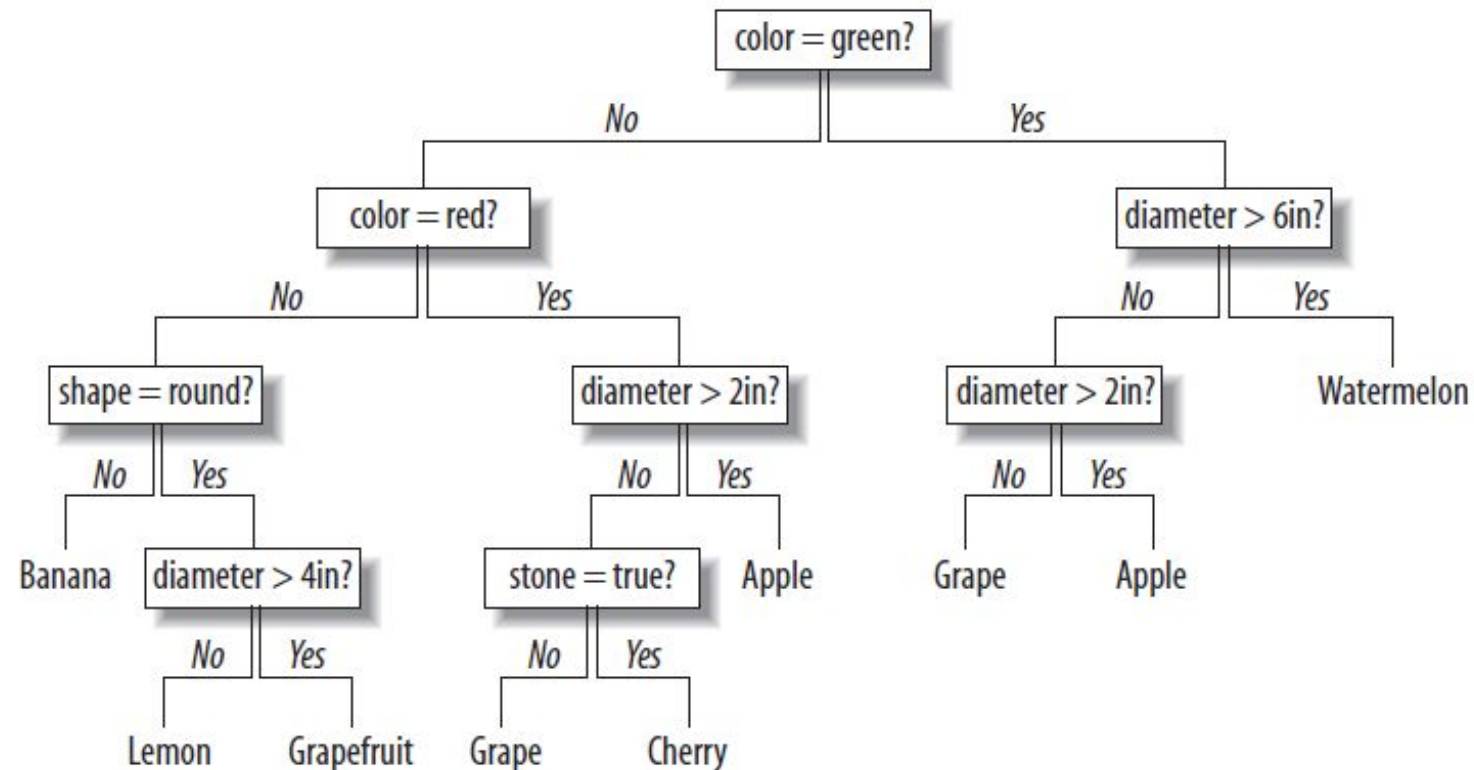 color = green?
No
Yes
color = red?
diameter > 6in?
No
Yes
No
Yes
shape = round?
diameter > 2in?
diameter > 2in?
Watermelon
No
Yes
No
Yes
No
Yes
Banana
diameter > 4in?
stone = true?
Apple
Grape
Apple
No
Yes
No
Yes
Lemon
Grapefruit
Grape
Cherry